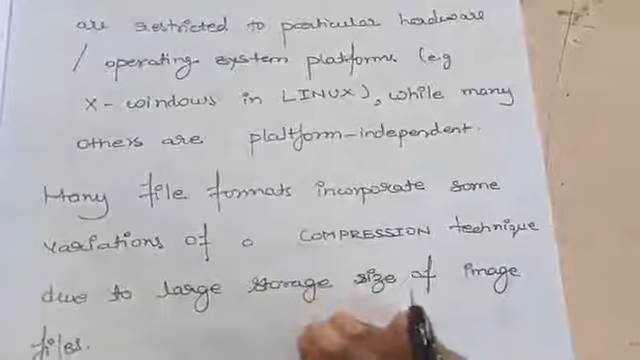 are restricted to particular hardware
/ operating system platforms (e.g
X-windows in LINUX), while many
others are platform-independent.
Many file formats incorporate some
variations of a COMPRESSION technique
due to large storage size of image
files.